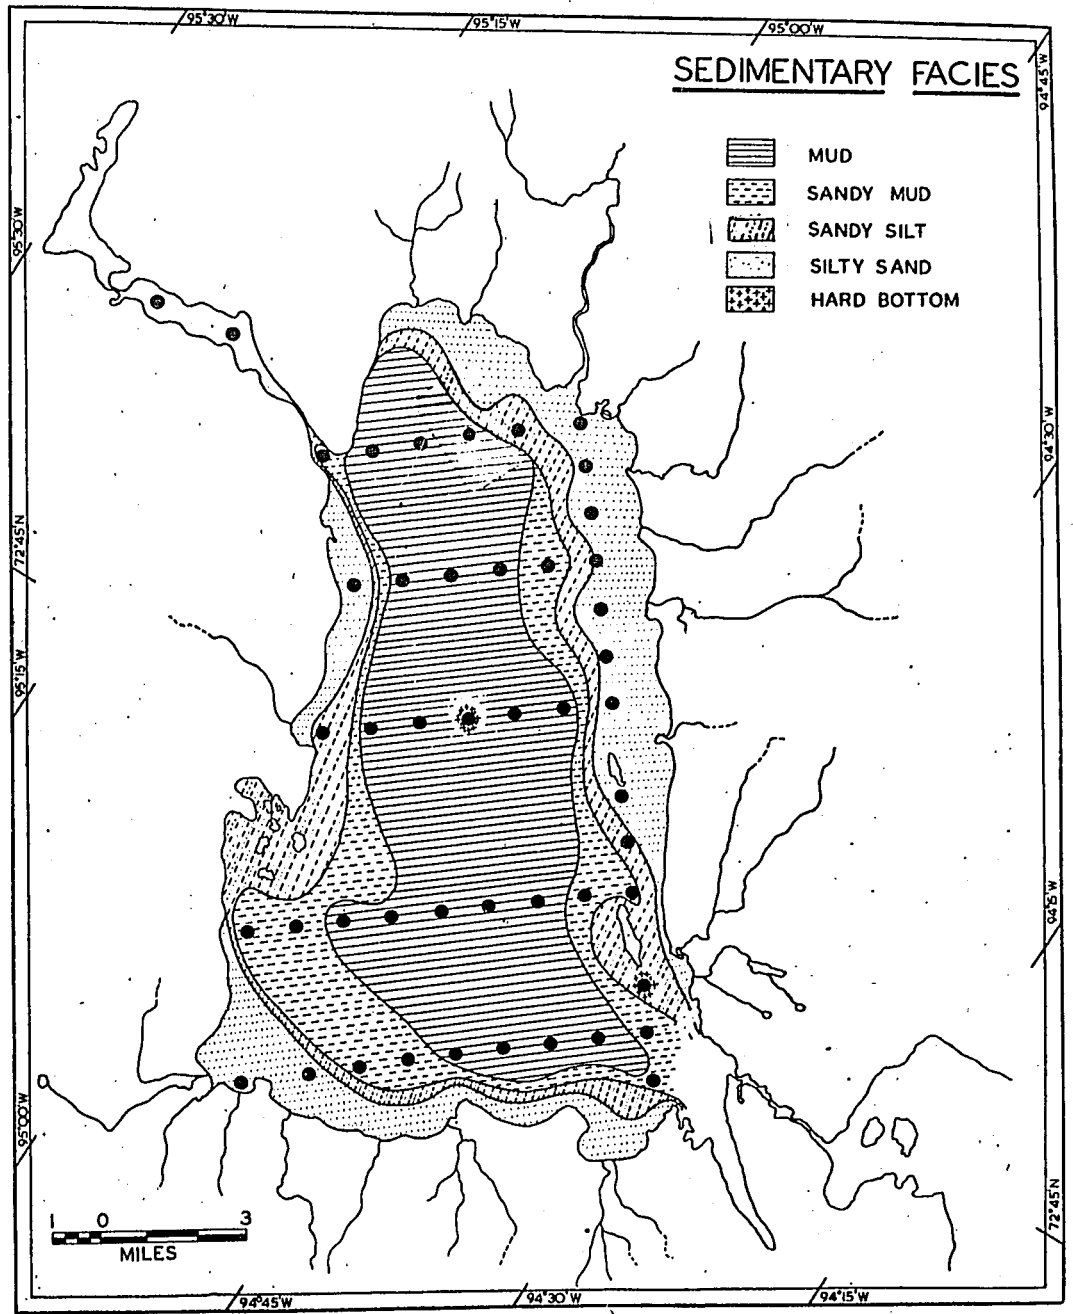 95°30'W
95°15'W
95°00'W
94°45'W
SEDIMENTARY FACIES
MUD
SANDY MUD
SANDY SILT
SILTY SAND
HARD BOTTOM
95°30'W
94°30'W
72°45'N
95°15'W
94°15'W
95°00'W
72°45'N
1 0 3
MILES
94°45'W
94°30'W
94°15'W